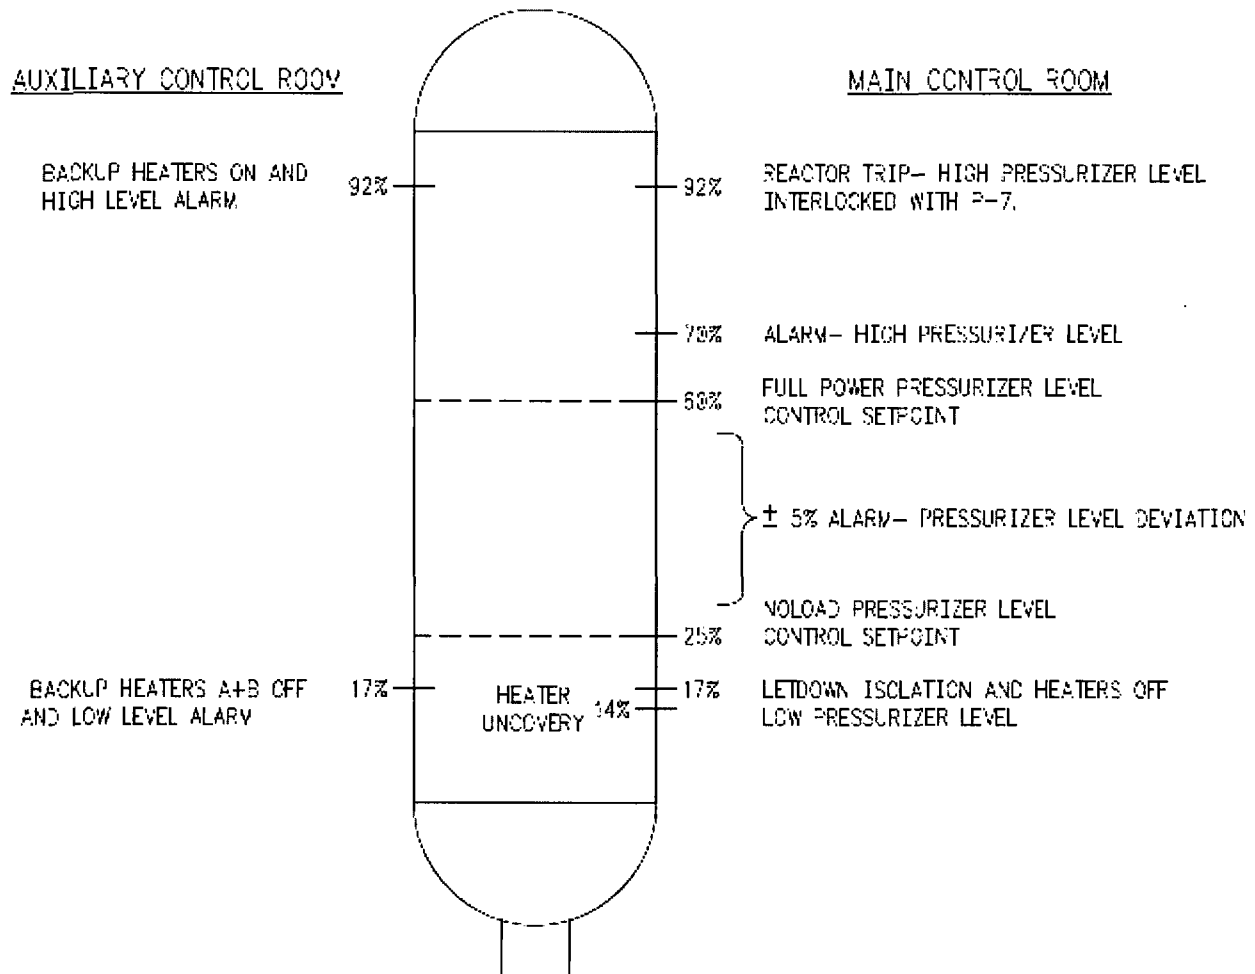 AUXILIARY CONTROL ROOM
MAIN CONTROL ROOM
BACKUP HEATERS ON AND
HIGH LEVEL ALARM
92%
92%
REACTOR TRIP- HIGH PRESSURIZER LEVEL
INTERLOCKED WITH P-7.
70%
ALARM- HIGH PRESSURIZER LEVEL
60%
FULL POWER PRESSURIZER LEVEL
CONTROL SETPOINT
± 5% ALARM- PRESSURIZER LEVEL DEVIATION
NOLOAD PRESSURIZER LEVEL
CONTROL SETPOINT
25%
BACKUP HEATERS A+B OFF
AND LOW LEVEL ALARM
17%
HEATER
UNCOVERY
14%
17%
LETDOWN ISOLATION AND HEATERS OFF
LOW PRESSURIZER LEVEL